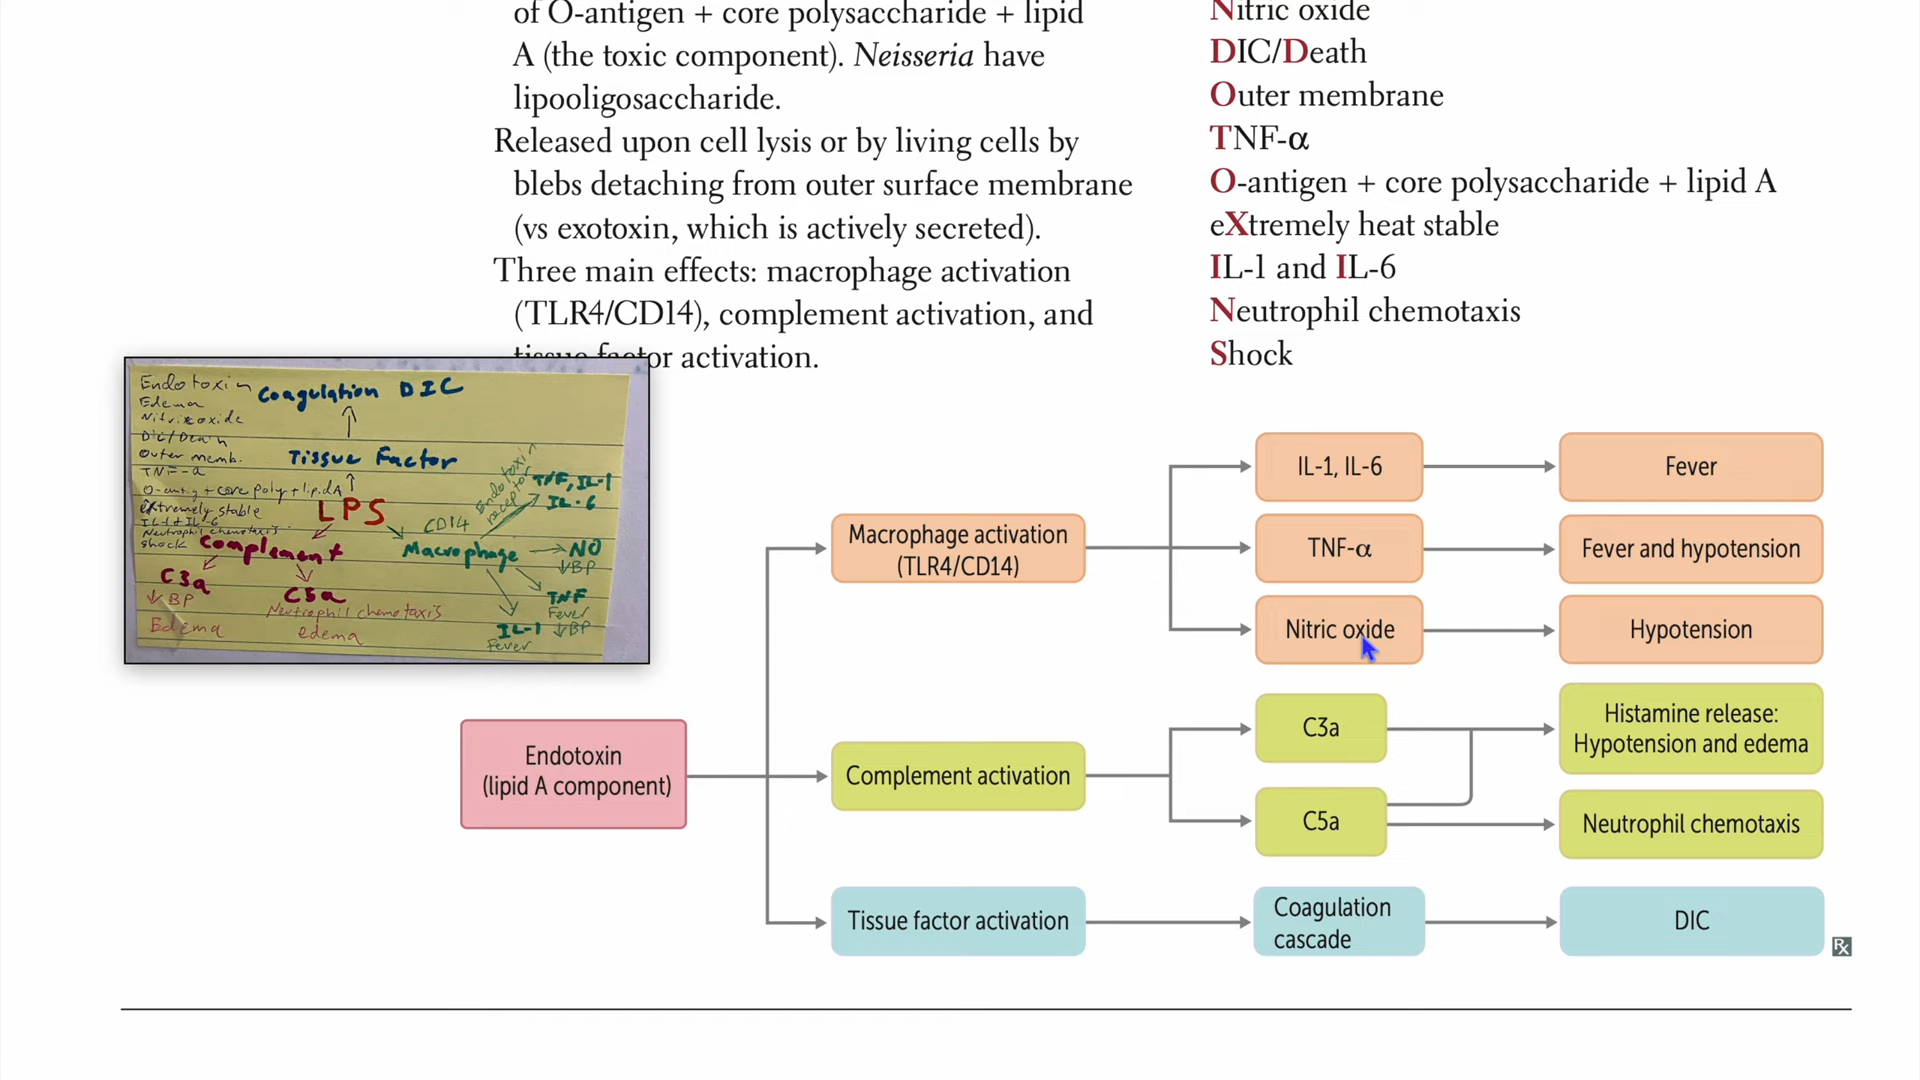 of O-antigen + core polysaccharide + lipid
A (the toxic component). Neisseria have
lipooligosaccharide.
Released upon cell lysis or by living cells by
blebs detaching from outer surface membrane
(vs exotoxin, which is actively secreted).
Three main effects: macrophage activation
(TLR4/CD14), complement activation, and
tissue factor activation.
Nitric oxide
DIC/Death
Outer membrane
TNF-α
O-antigen + core polysaccharide + lipid A
eXtremely heat stable
IL-1 and IL-6
Neutrophil chemotaxis
Shock
Endotoxin
Edema
Nitric oxide
DIC/Death
Outer memb.
TNF-α
O-antig + core poly + lipid A
extremely stable
IL-1 + IL-6
Neutrophil chemotaxis
shock
Coagulation DIC
Tissue Factor
LPS
Complement
C3a
↓ BP
Edema
C5a
Neutrophil chemotaxis
edema
CD14
Macrophage
Endotoxin
receptor
TNF, IL-1
IL-6
NO
↓BP
TNF
Fever
↓BP
IL-1
Fever
Endotoxin
(lipid A component)
Macrophage activation
(TLR4/CD14)
IL-1, IL-6
Fever
TNF-α
Fever and hypotension
Nitric oxide
Hypotension
Complement activation
C3a
Histamine release:
Hypotension and edema
C5a
Neutrophil chemotaxis
Tissue factor activation
Coagulation
cascade
DIC
Rx